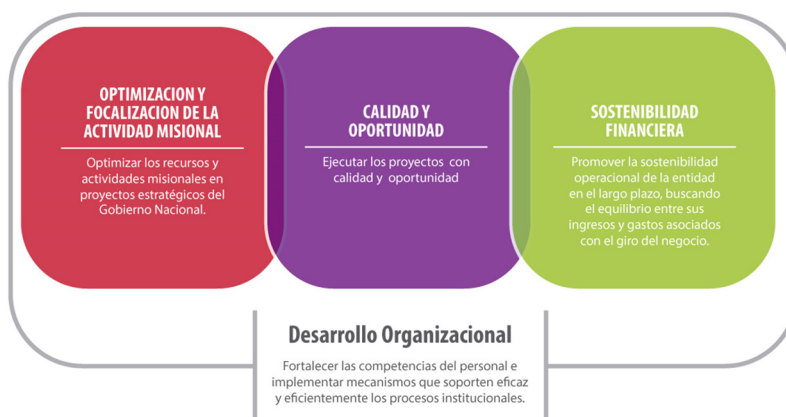 OPTIMIZACION Y
FOCALIZACION DE LA
ACTIVIDAD MISIONAL
Optimizar los recursos y
actividades misionales en
proyectos estratégicos del
Gobierno Nacional.
CALIDAD Y
OPORTUNIDAD
Ejecutar los proyectos con
calidad y oportunidad
SOSTENIBILIDAD
FINANCIERA
Promover la sostenibilidad
operacional de la entidad
en el largo plazo, buscando
el equilibrio entre sus
ingresos y gastos asociados
con el giro del negocio.
Desarrollo Organizacional
Fortalecer las competencias del personal e
implementar mecanismos que soporten eficaz
y eficientemente los procesos institucionales.